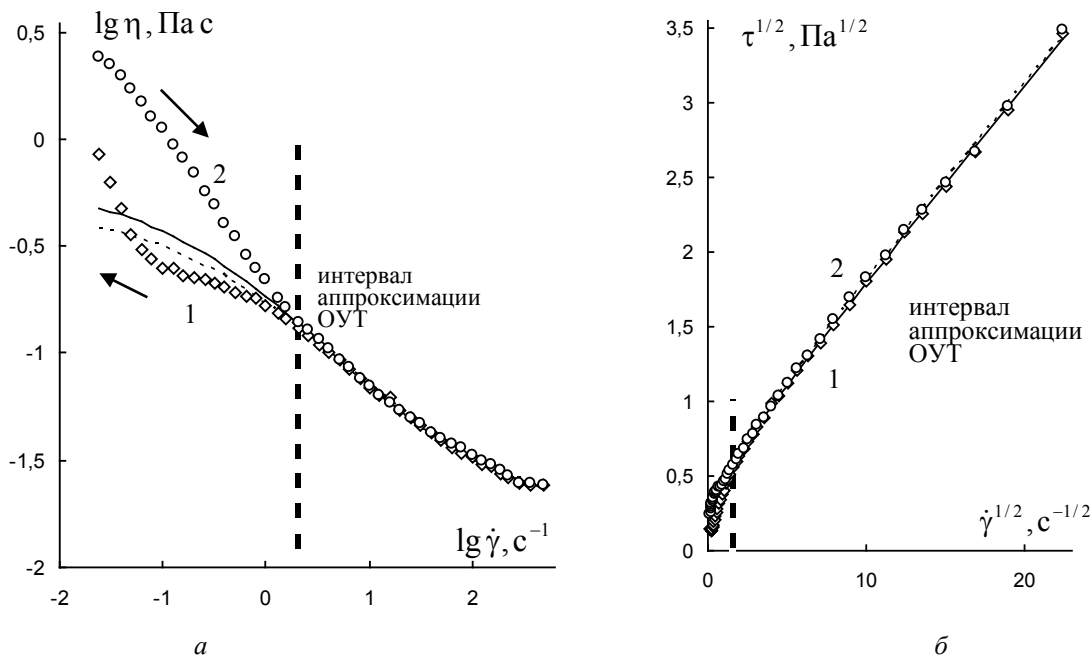 lg η, Па с
0,5
0
-0,5
-1
-1,5
-2
-2 -1 0 1 2
2
1
интервал
аппроксимации
ОУТ
lg γ̇, с⁻¹
а
τ^{1/2}, Па^{1/2}
3,5
3
2,5
2
1,5
1
0,5
0
0 10 20
2
1
интервал
аппроксимации
ОУТ
γ̇^{1/2}, с^{-1/2}
б